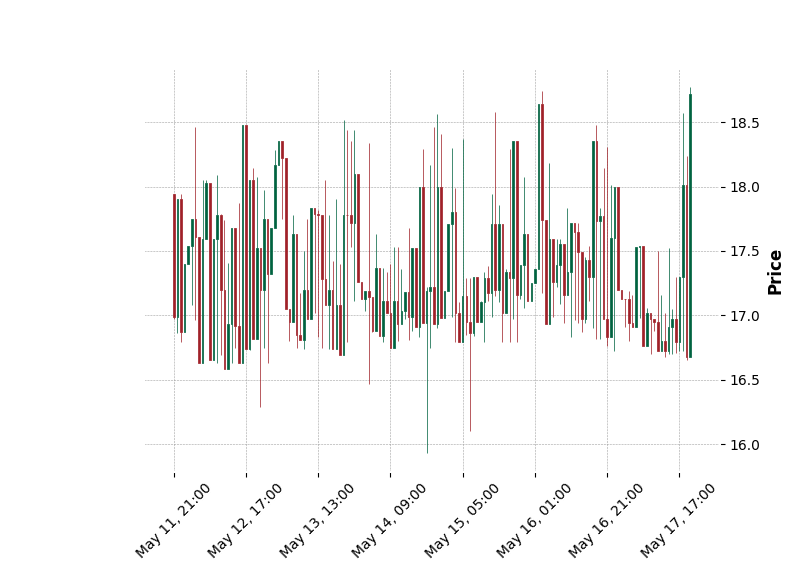 18.5
18.0
17.5
17.0
16.5
16.0
Price
May 11, 21:00
May 12, 17:00
May 13, 13:00
May 14, 09:00
May 15, 05:00
May 16, 01:00
May 16, 21:00
May 17, 17:00